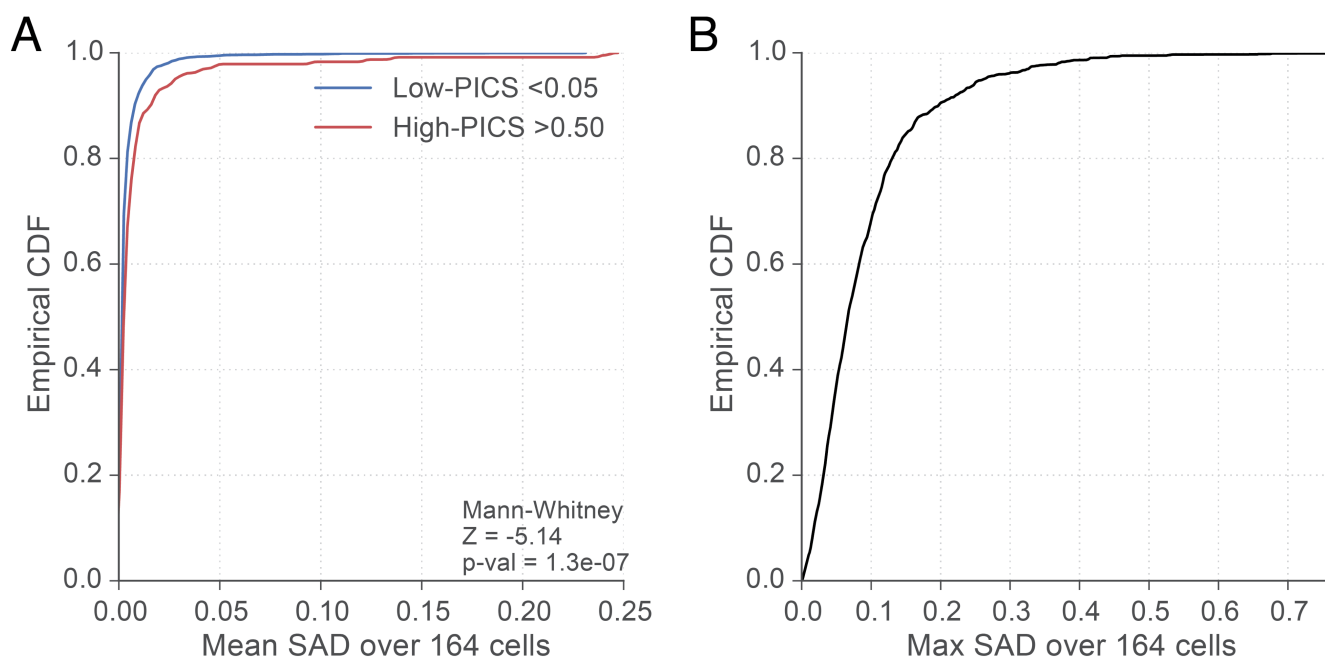 A
1.0
0.8
0.6
0.4
0.2
0.0
Empirical CDF
Low-PICS <0.05
High-PICS >0.50
Mann-Whitney
Z = -5.14
p-val = 1.3e-07
0.00 0.05 0.10 0.15 0.20 0.25
Mean SAD over 164 cells
B
1.0
0.8
0.6
0.4
0.2
0.0
Empirical CDF
0.0 0.1 0.2 0.3 0.4 0.5 0.6 0.7
Max SAD over 164 cells